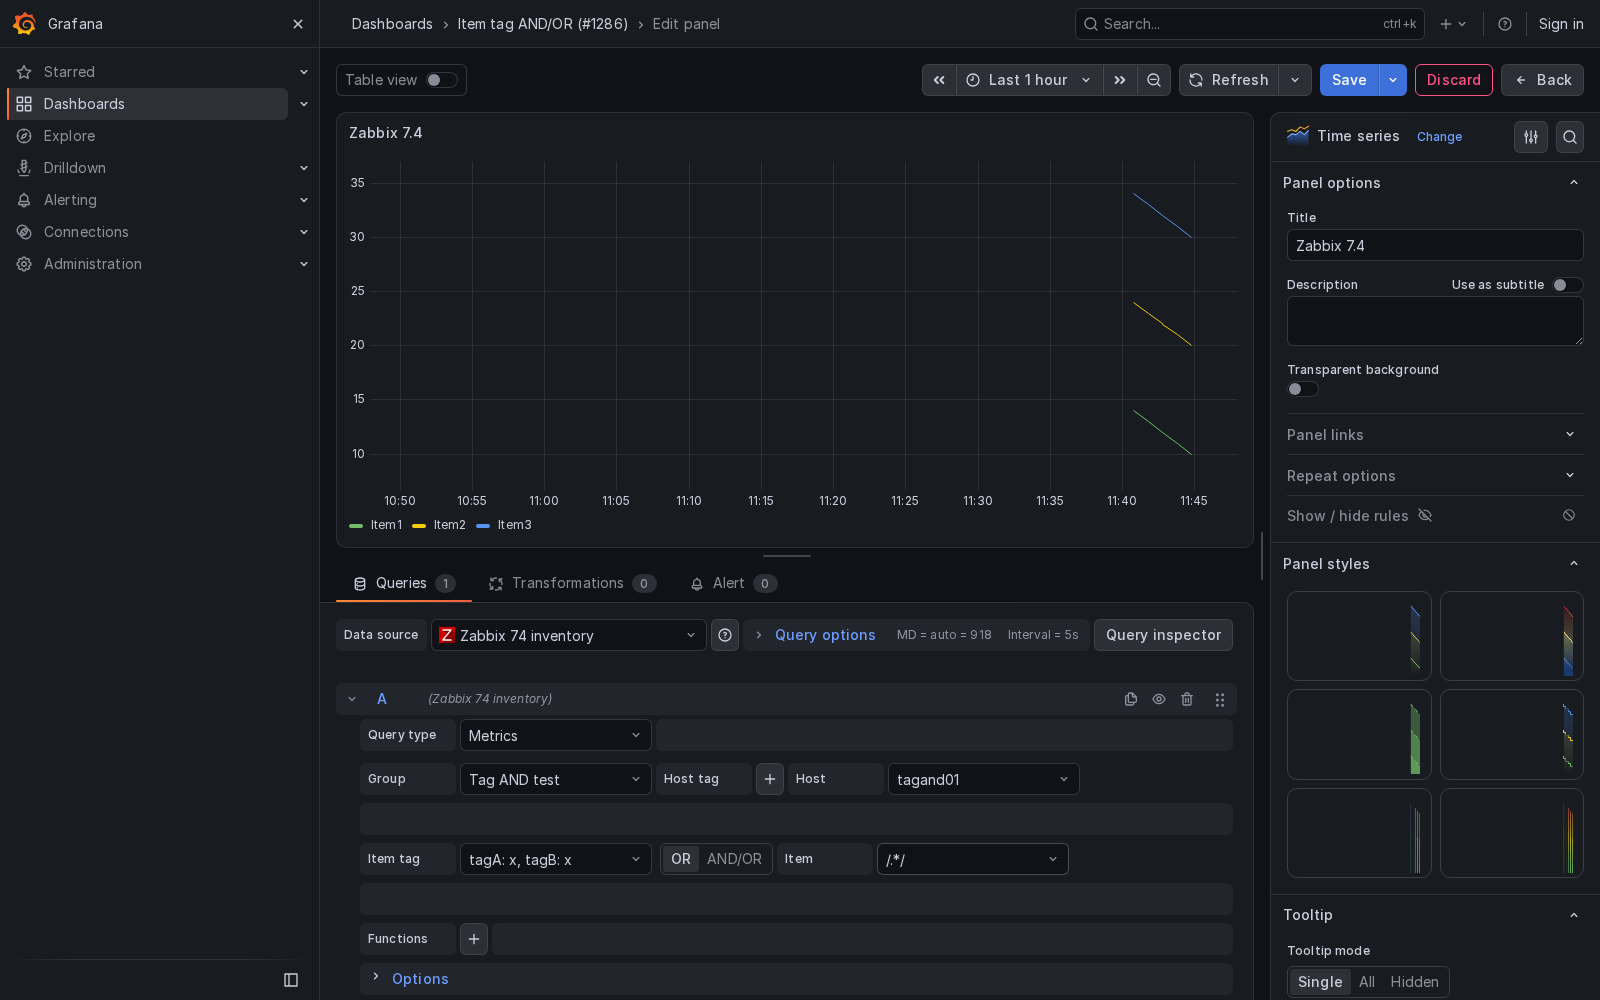 Grafana
Dashboards › Item tag AND/OR (#1286) › Edit panel
Search...
ctrl+k
Sign in
Starred
Dashboards
Explore
Drilldown
Alerting
Connections
Administration
Table view
Last 1 hour
Refresh
Save
Discard
Back
Zabbix 7.4
35
30
25
20
15
10
10:50 10:55 11:00 11:05 11:10 11:15 11:20 11:25 11:30 11:35 11:40 11:45
Item1 Item2 Item3
Queries 1
Transformations 0
Alert 0
Data source
Z Zabbix 74 inventory
Query options MD = auto = 918 Interval = 5s
Query inspector
A (Zabbix 74 inventory)
Query type Metrics
Group Tag AND test Host tag Host tagand01
Item tag tagA: x, tagB: x OR AND/OR Item /.*/
Functions
Options
Time series Change
Panel options
Title
Zabbix 7.4
Description Use as subtitle
Transparent background
Panel links
Repeat options
Show / hide rules
Panel styles
Tooltip
Tooltip mode
Single All Hidden